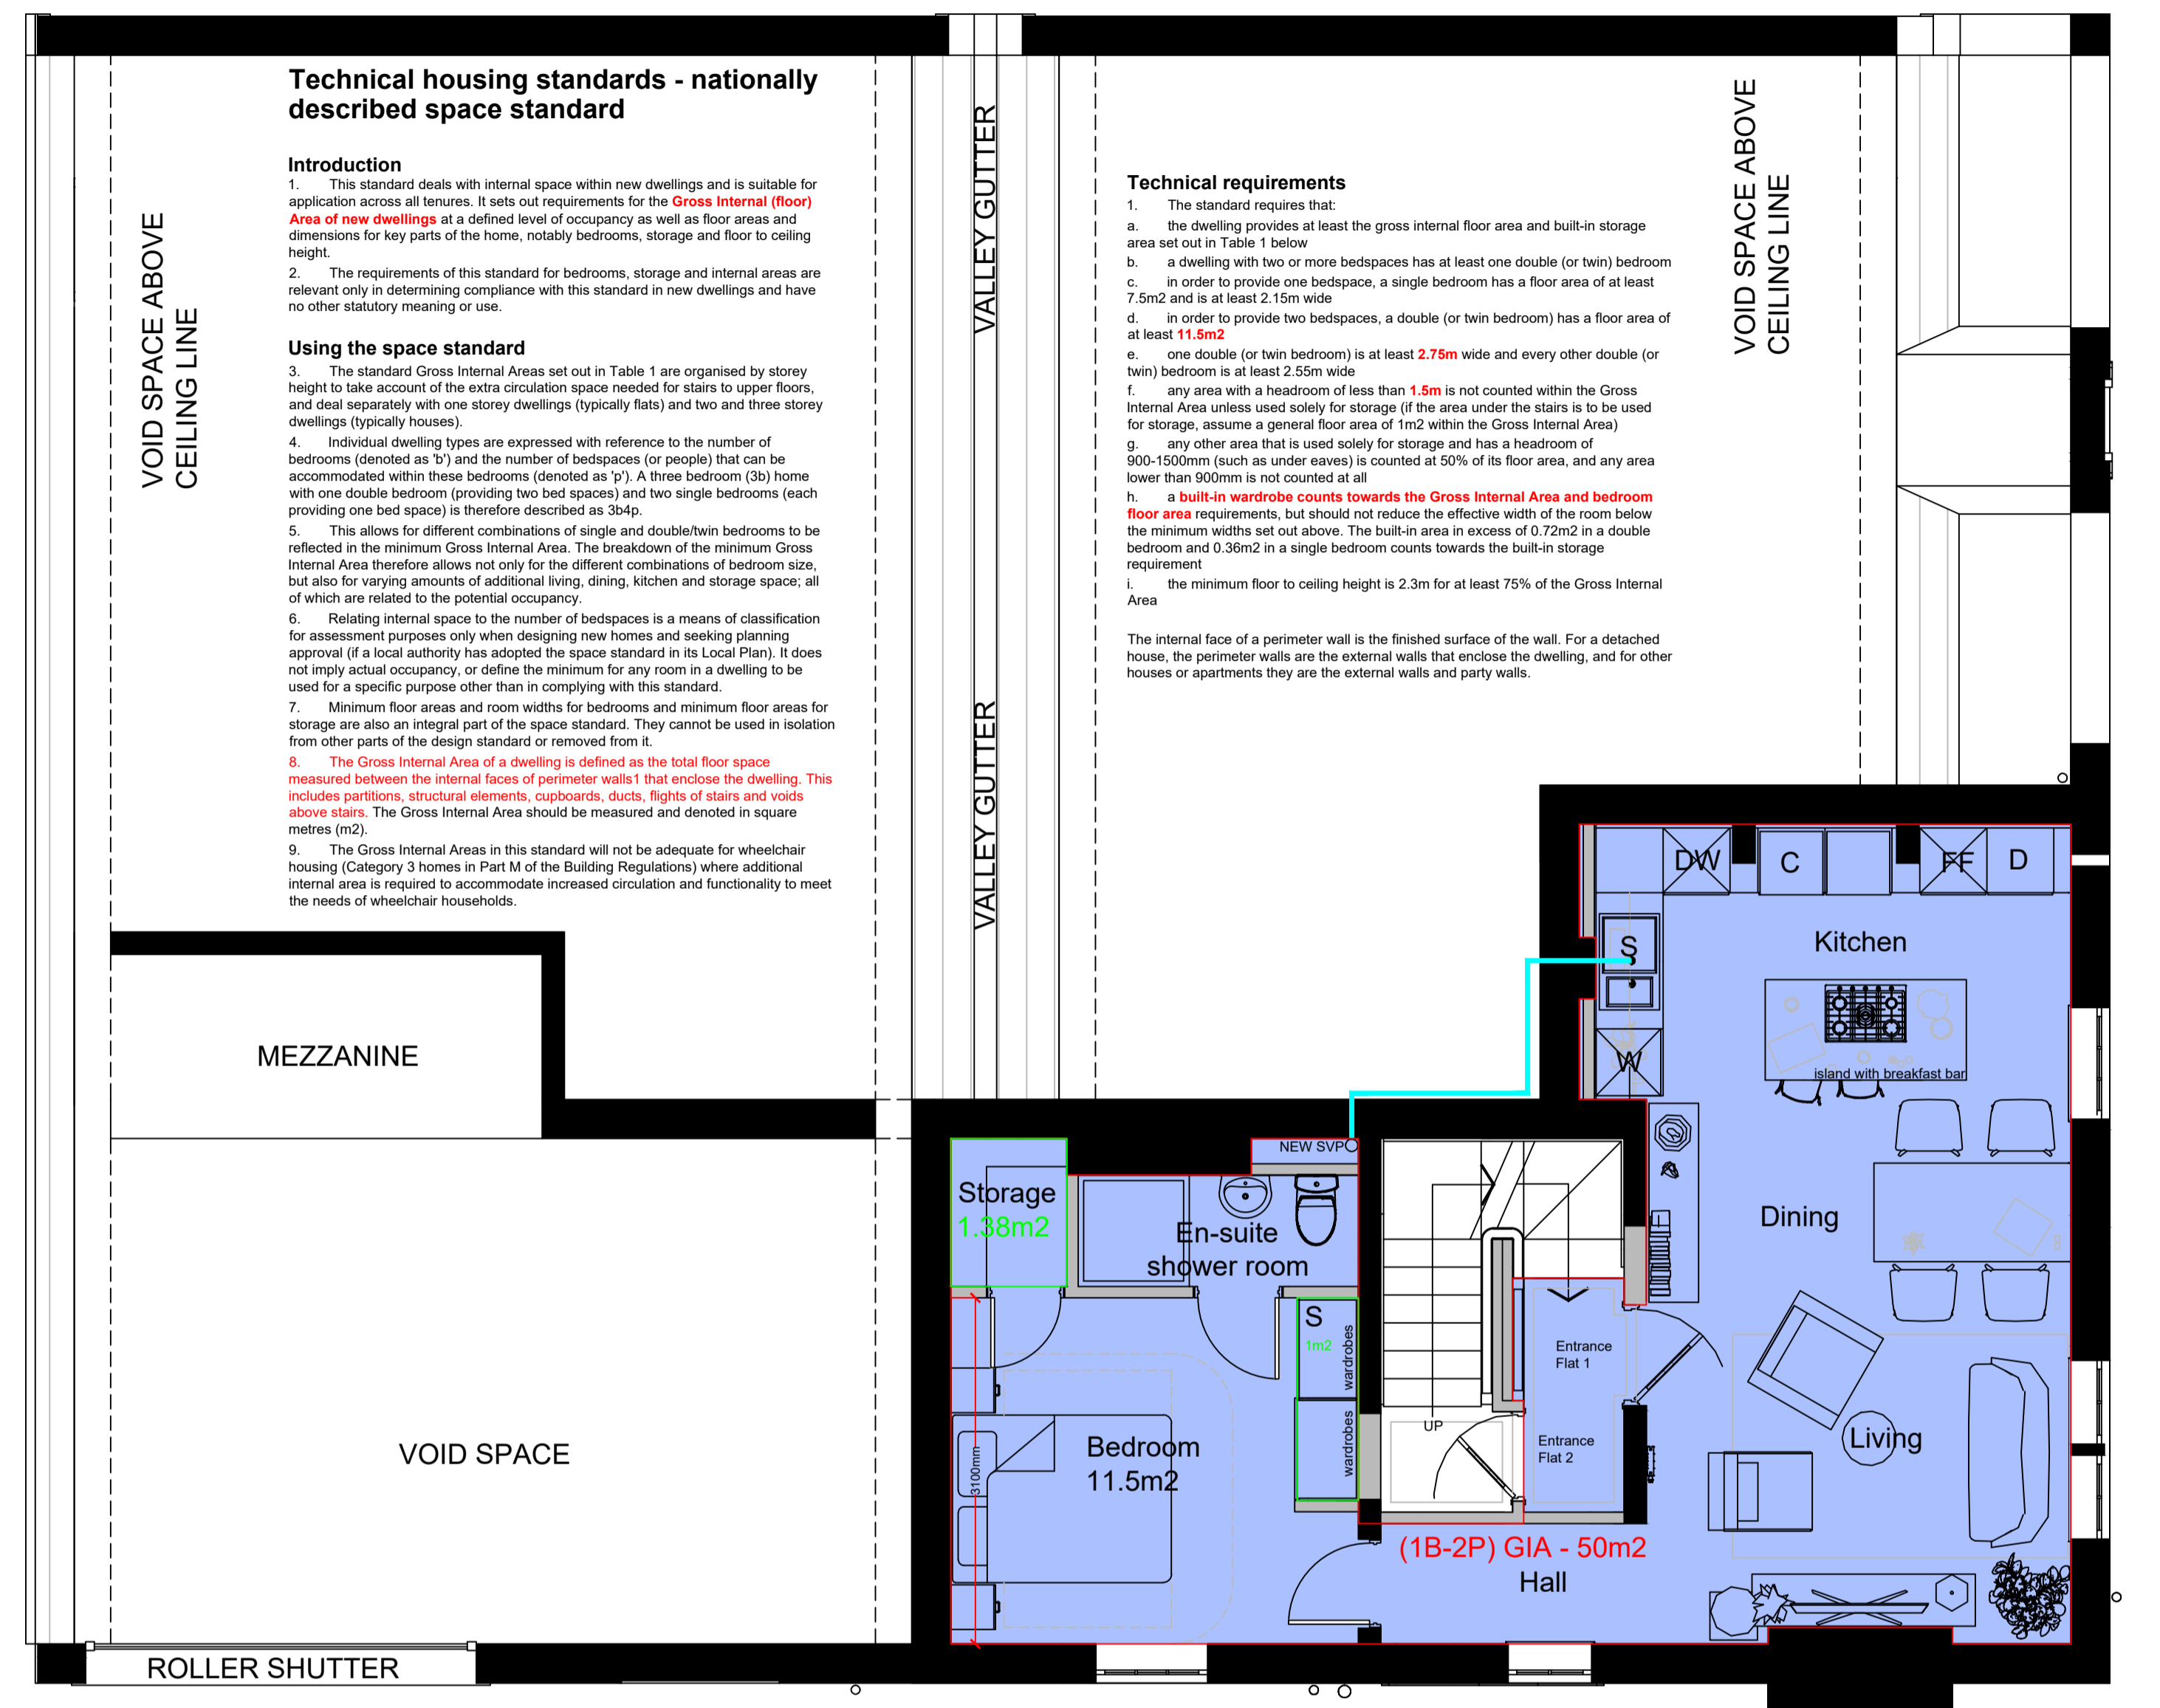 Technical housing standards - nationally
described space standard
Introduction
1. This standard deals with internal space within new dwellings and is suitable for
application across all tenures. It sets out requirements for the Gross Internal (floor)
Area of new dwellings at a defined level of occupancy as well as floor areas and
dimensions for key parts of the home, notably bedrooms, storage and floor to ceiling
height.
2. The requirements of this standard for bedrooms, storage and internal areas are
relevant only in determining compliance with this standard in new dwellings and have
no other statutory meaning or use.
Using the space standard
3. The standard Gross Internal Areas set out in Table 1 are organised by storey
height to take account of the extra circulation space needed for stairs to upper floors,
and deal separately with one storey dwellings (typically flats) and two and three storey
dwellings (typically houses).
4. Individual dwelling types are expressed with reference to the number of
bedrooms (denoted as 'b') and the number of bedspaces (or people) that can be
accommodated within these bedrooms (denoted as 'p'). A three bedroom (3b) home
with one double bedroom (providing two bed spaces) and two single bedrooms (each
providing one bed space) is therefore described as 3b4p.
5. This allows for different combinations of single and double/twin bedrooms to be
reflected in the minimum Gross Internal Area. The breakdown of the minimum Gross
Internal Area therefore allows not only for the different combinations of bedroom size,
but also for varying amounts of additional living, dining, kitchen and storage space; all
of which are related to the potential occupancy.
6. Relating internal space to the number of bedspaces is a means of classification
for assessment purposes only when designing new homes and seeking planning
approval (if a local authority has adopted the space standard in its Local Plan). It does
not imply actual occupancy, or define the minimum for any room in a dwelling to be
used for a specific purpose other than in complying with this standard.
7. Minimum floor areas and room widths for bedrooms and minimum floor areas for
storage are also an integral part of the space standard. They cannot be used in isolation
from other parts of the design standard or removed from it.
8. The Gross Internal Area of a dwelling is defined as the total floor space
measured between the internal faces of perimeter walls1 that enclose the dwelling. This
includes partitions, structural elements, cupboards, ducts, flights of stairs and voids
above stairs. The Gross Internal Area should be measured and denoted in square
metres (m2).
9. The Gross Internal Areas in this standard will not be adequate for wheelchair
housing (Category 3 homes in Part M of the Building Regulations) where additional
internal area is required to accommodate increased circulation and functionality to meet
the needs of wheelchair households.
VOID SPACE ABOVE
CEILING LINE
VALLEY GUTTER
VALLEY GUTTER
Technical requirements
1. The standard requires that:
a. the dwelling provides at least the gross internal floor area and built-in storage
area set out in Table 1 below
b. a dwelling with two or more bedspaces has at least one double (or twin) bedroom
c. in order to provide one bedspace, a single bedroom has a floor area of at least
7.5m2 and is at least 2.15m wide
d. in order to provide two bedspaces, a double (or twin bedroom) has a floor area of
at least 11.5m2
e. one double (or twin bedroom) is at least 2.75m wide and every other double (or
twin) bedroom is at least 2.55m wide
f. any area with a headroom of less than 1.5m is not counted within the Gross
Internal Area unless used solely for storage (if the area under the stairs is to be used
for storage, assume a general floor area of 1m2 within the Gross Internal Area)
g. any other area that is used solely for storage and has a headroom of
900-1500mm (such as under eaves) is counted at 50% of its floor area, and any area
lower than 900mm is not counted at all
h. a built-in wardrobe counts towards the Gross Internal Area and bedroom
floor area requirements, but should not reduce the effective width of the room below
the minimum widths set out above. The built-in area in excess of 0.72m2 in a double
bedroom and 0.36m2 in a single bedroom counts towards the built-in storage
requirement
i. the minimum floor to ceiling height is 2.3m for at least 75% of the Gross Internal
Area
The internal face of a perimeter wall is the finished surface of the wall. For a detached
house, the perimeter walls are the external walls that enclose the dwelling, and for other
houses or apartments they are the external walls and party walls.
VOID SPACE ABOVE
CEILING LINE
DW
C
FF
D
Kitchen
S
W
island with breakfast bar
MEZZANINE
NEW SVP
Storage
1.38m2
En-suite
shower room
Dining
S
1m2
wardrobes
wardrobes
Entrance
Flat 1
UP
Entrance
Flat 2
Living
Bedroom
11.5m2
3100mm
VOID SPACE
(1B-2P) GIA - 50m2
Hall
ROLLER SHUTTER